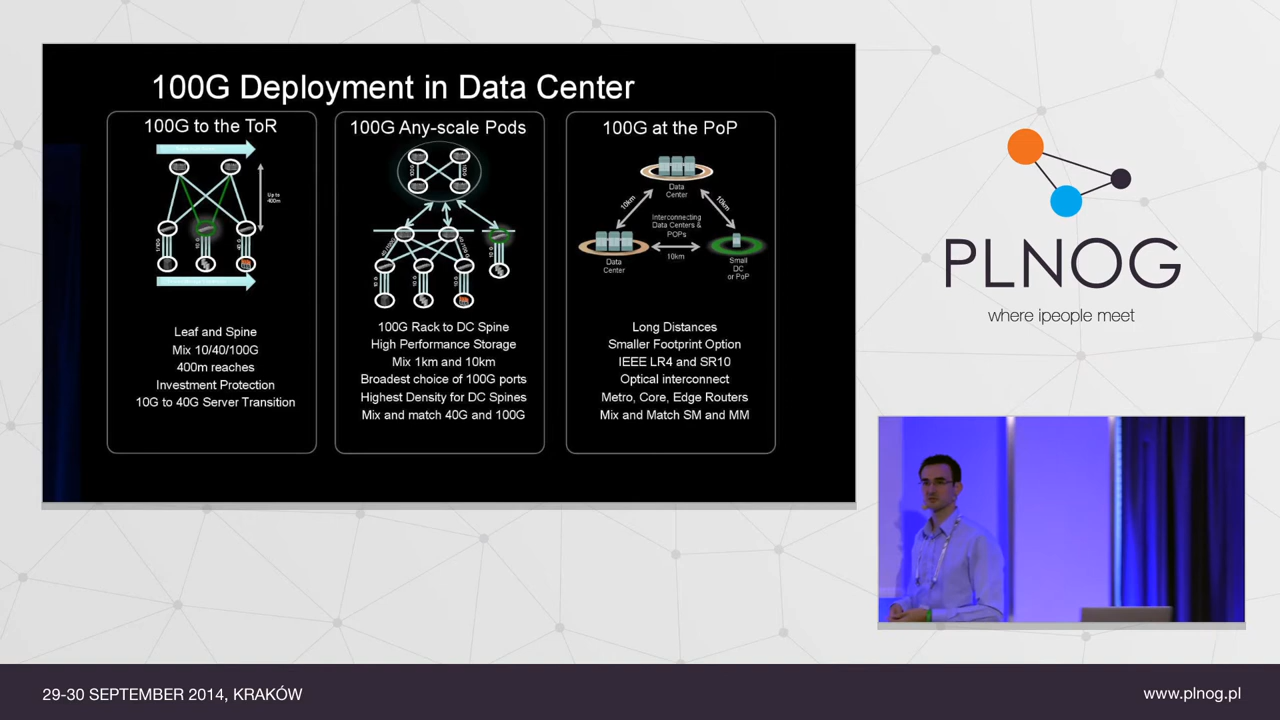 100G Deployment in Data Center
100G to the ToR
Up to
400m
Leaf and Spine
Mix 10/40/100G
400m reaches
Investment Protection
10G to 40G Server Transition
100G Any-scale Pods
100G Rack to DC Spine
High Performance Storage
Mix 1km and 10km
Broadest choice of 100G ports
Highest Density for DC Spines
Mix and match 40G and 100G
100G at the PoP
Data
Center
10km
10km
Interconnecting
Data Centers &
POPs
10km
Data
Center
Small
DC
or PoP
Long Distances
Smaller Footprint Option
IEEE LR4 and SR10
Optical interconnect
Metro, Core, Edge Routers
Mix and Match SM and MM
PLNOG
where ipeople meet
29-30 SEPTEMBER 2014, KRAKÓW
www.plnog.pl